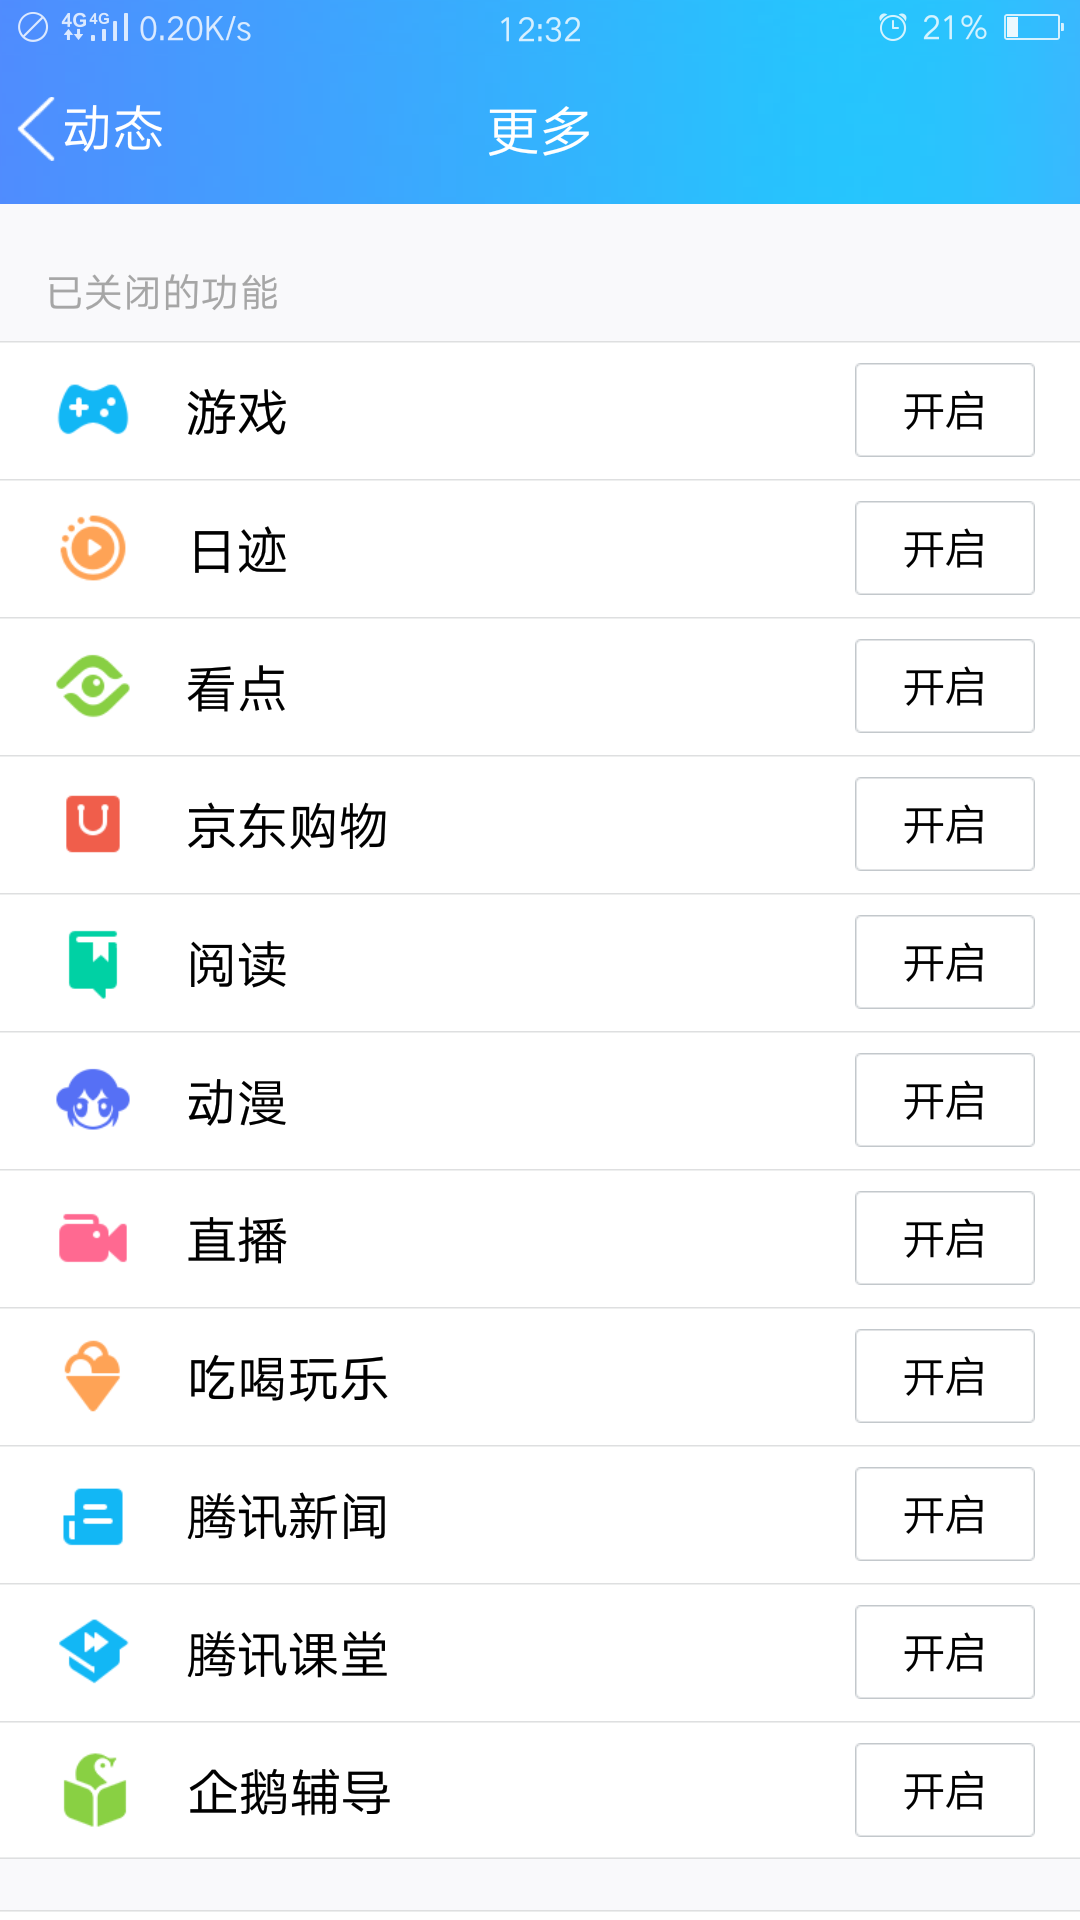 4G 4G 0.20K/s 12:32 21%
动态 更多
已关闭的功能
游戏 开启
日迹 开启
看点 开启
京东购物 开启
阅读 开启
动漫 开启
直播 开启
吃喝玩乐 开启
腾讯新闻 开启
腾讯课堂 开启
企鹅辅导 开启